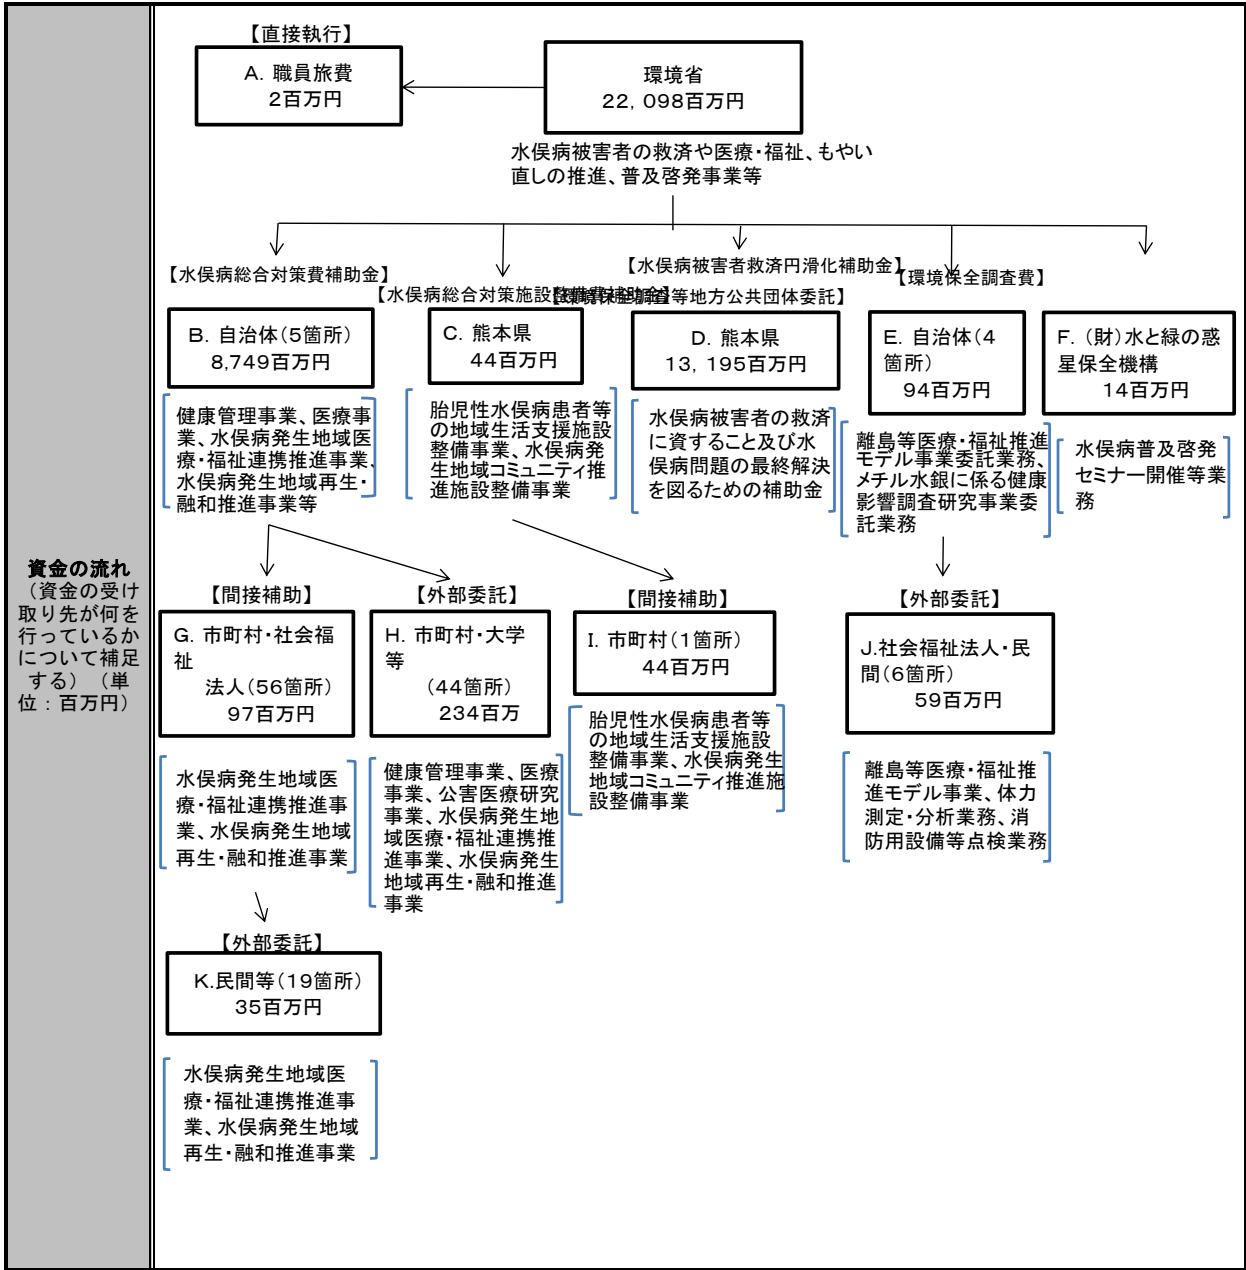 資金の流れ
（資金の受け
取り先が何を
行っているか
について補足
する）（単
位：百万円）
【直接執行】
A. 職員旅費
2百万円
環境省
22, 098百万円
水俣病被害者の救済や医療・福祉、もやい
直しの推進、普及啓発事業等
【水俣病総合対策費補助金】
【水俣病総合対策施設整備費補助金】
【水俣病被害者救済円滑化補助金】
【環境保全調査等地方公共団体委託】
【環境保全調査費】
B. 自治体（5箇所）
8,749百万円
健康管理事業、医療事
業、水俣病発生地域医
療・福祉連携推進事業、
水俣病発生地域再生・
融和推進事業等
C. 熊本県
44百万円
胎児性水俣病患者等
の地域生活支援施設
整備事業、水俣病発
生地域コミュニティ推
進施設整備事業
D. 熊本県
13, 195百万円
水俣病被害者の救済
に資すること及び水
俣病問題の最終解決
を図るための補助金
E. 自治体（4
箇所）
94百万円
離島等医療・福祉推進
モデル事業委託業務、
メチル水銀に係る健康
影響調査研究事業委
託業務
F. （財）水と緑の惑
星保全機構
14百万円
水俣病普及啓発
セミナー開催等業
務
【間接補助】
G. 市町村・社会福
祉
法人（56箇所）
97百万円
水俣病発生地域医
療・福祉連携推進事
業、水俣病発生地域
再生・融和推進事業
【外部委託】
H. 市町村・大学
等
（44箇所）
234百万
健康管理事業、医療
事業、公害医療研究
事業、水俣病発生地
域医療・福祉連携推
進事業、水俣病発生
地域再生・融和推進
事業
【間接補助】
I. 市町村（1箇所）
44百万円
胎児性水俣病患者等
の地域生活支援施設
整備事業、水俣病発生
地域コミュニティ推進施
設整備事業
【外部委託】
J.社会福祉法人・民
間（6箇所）
59百万円
離島等医療・福祉推
進モデル事業、体力
測定・分析業務、消
防用設備等点検業務
【外部委託】
K.民間等（19箇所）
35百万円
水俣病発生地域医
療・福祉連携推進事
業、水俣病発生地域
再生・融和推進事業